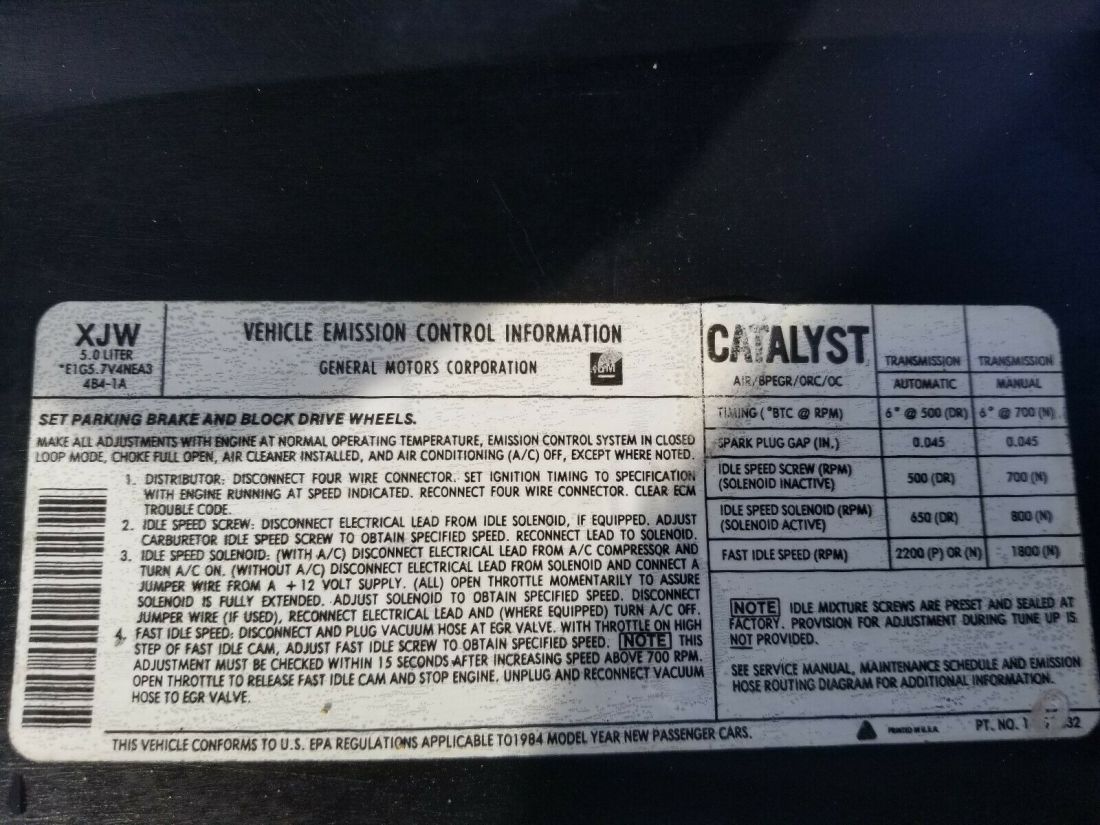 XJW
5.0 LITER
*E1G5.7V4NEA3
4B4-1A
VEHICLE EMISSION CONTROL INFORMATION
GENERAL MOTORS CORPORATION
GM
SET PARKING BRAKE AND BLOCK DRIVE WHEELS.
MAKE ALL ADJUSTMENTS WITH ENGINE AT NORMAL OPERATING TEMPERATURE, EMISSION CONTROL SYSTEM IN CLOSED
LOOP MODE, CHOKE FULL OPEN, AIR CLEANER INSTALLED, AND AIR CONDITIONING (A/C) OFF, EXCEPT WHERE NOTED.
1. DISTRIBUTOR: DISCONNECT FOUR WIRE CONNECTOR. SET IGNITION TIMING TO SPECIFICATION
WITH ENGINE RUNNING AT SPEED INDICATED. RECONNECT FOUR WIRE CONNECTOR. CLEAR ECM
TROUBLE CODE.
2. IDLE SPEED SCREW: DISCONNECT ELECTRICAL LEAD FROM IDLE SOLENOID, IF EQUIPPED. ADJUST
CARBURETOR IDLE SPEED SCREW TO OBTAIN SPECIFIED SPEED. RECONNECT LEAD TO SOLENOID.
3. IDLE SPEED SOLENOID: (WITH A/C) DISCONNECT ELECTRICAL LEAD FROM A/C COMPRESSOR AND
TURN A/C ON. (WITHOUT A/C) DISCONNECT ELECTRICAL LEAD FROM SOLENOID AND CONNECT A
JUMPER WIRE FROM A +12 VOLT SUPPLY. (ALL) OPEN THROTTLE MOMENTARILY TO ASSURE
SOLENOID IS FULLY EXTENDED. ADJUST SOLENOID TO OBTAIN SPECIFIED SPEED. DISCONNECT
JUMPER WIRE (IF USED), RECONNECT ELECTRICAL LEAD AND (WHERE EQUIPPED) TURN A/C OFF.
4. FAST IDLE SPEED: DISCONNECT AND PLUG VACUUM HOSE AT EGR VALVE. WITH THROTTLE ON HIGH
STEP OF FAST IDLE CAM, ADJUST FAST IDLE SCREW TO OBTAIN SPECIFIED SPEED. NOTE THIS
ADJUSTMENT MUST BE CHECKED WITHIN 15 SECONDS AFTER INCREASING SPEED ABOVE 700 RPM.
OPEN THROTTLE TO RELEASE FAST IDLE CAM AND STOP ENGINE. UNPLUG AND RECONNECT VACUUM
HOSE TO EGR VALVE.
CATALYST
AIR/BPEGR/ORC/OC
TRANSMISSION AUTOMATIC
TRANSMISSION MANUAL
TIMING (°BTC @ RPM) 6° @ 500 (DR) 6° @ 700 (N)
SPARK PLUG GAP (IN.) 0.045 0.045
IDLE SPEED SCREW (RPM)
(SOLENOID INACTIVE) 500 (DR) 700 (N)
IDLE SPEED SOLENOID (RPM)
(SOLENOID ACTIVE) 650 (DR) 800 (N)
FAST IDLE SPEED (RPM) 2200 (P) OR (N) 1800 (N)
NOTE IDLE MIXTURE SCREWS ARE PRESET AND SEALED AT
FACTORY. PROVISION FOR ADJUSTMENT DURING TUNE UP IS
NOT PROVIDED.
SEE SERVICE MANUAL, MAINTENANCE SCHEDULE AND EMISSION
HOSE ROUTING DIAGRAM FOR ADDITIONAL INFORMATION.
THIS VEHICLE CONFORMS TO U.S. EPA REGULATIONS APPLICABLE TO 1984 MODEL YEAR NEW PASSENGER CARS.
PRINTED IN U.S.A.
PT. NO.